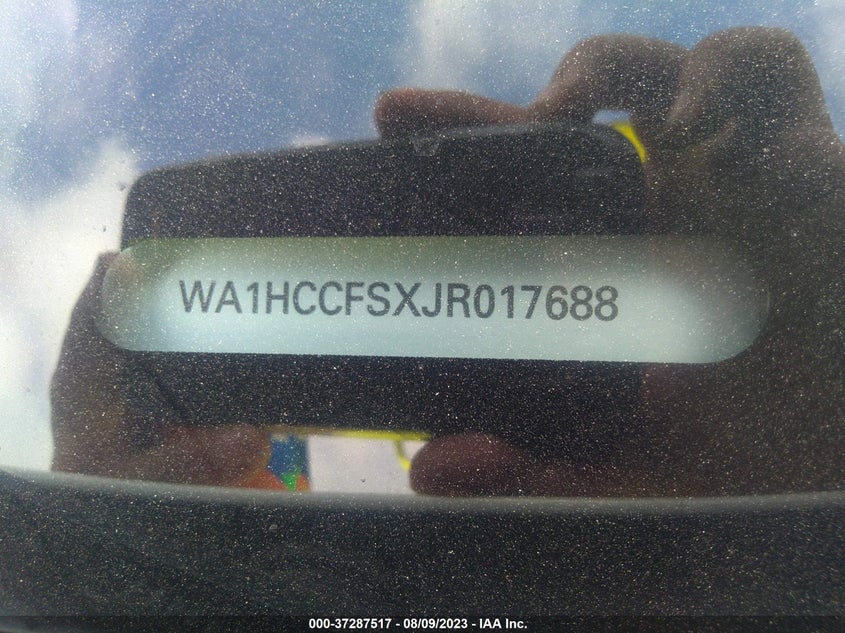 WA1HCCFSXJR017688
000-37287517 - 08/09/2023 - IAA Inc.